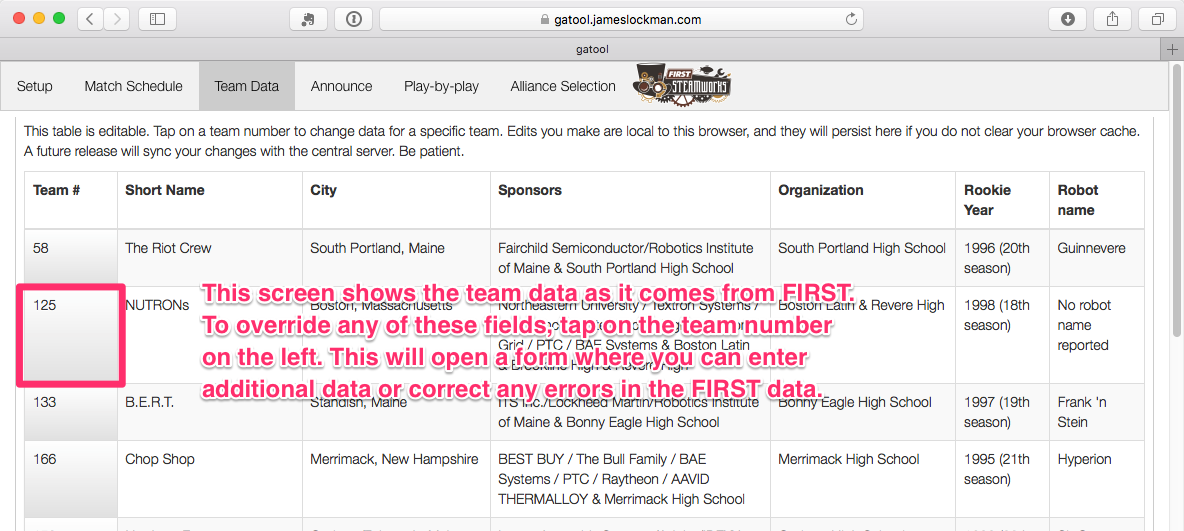 gatool.jameslockman.com
gatool
Setup Match Schedule Team Data Announce Play-by-play Alliance Selection FIRST STEAMWORKS
This table is editable. Tap on a team number to change data for a specific team. Edits you make are local to this browser, and they will persist here if you do not clear your browser cache.
A future release will sync your changes with the central server. Be patient.
Team # Short Name City Sponsors Organization Rookie Year Robot name
58 The Riot Crew South Portland, Maine Fairchild Semiconductor/Robotics Institute South Portland High School 1996 (20th Guinnevere
of Maine & South Portland High School season)
This screen shows the team data as it comes from FIRST.
To override any of these fields, tap on the team number
on the left. This will open a form where you can enter
additional data or correct any errors in the FIRST data.
125 NUTRONs Boston, Massachusetts Northeastern University / Textron Systems / Boston Latin & Revere High 1998 (18th No robot
season) name
Grid / PTC / BAE Systems & Boston Latin reported
& Brookline High & Revere High
133 B.E.R.T. Standish, Maine ITS Inc./Lockheed Martin/Robotics Institute Bonny Eagle High School 1997 (19th Frank 'n
of Maine & Bonny Eagle High School season) Stein
166 Chop Shop Merrimack, New Hampshire BEST BUY / The Bull Family / BAE Merrimack High School 1995 (21th Hyperion
Systems / PTC / Raytheon / AAVID season)
THERMALLOY & Merrimack High School